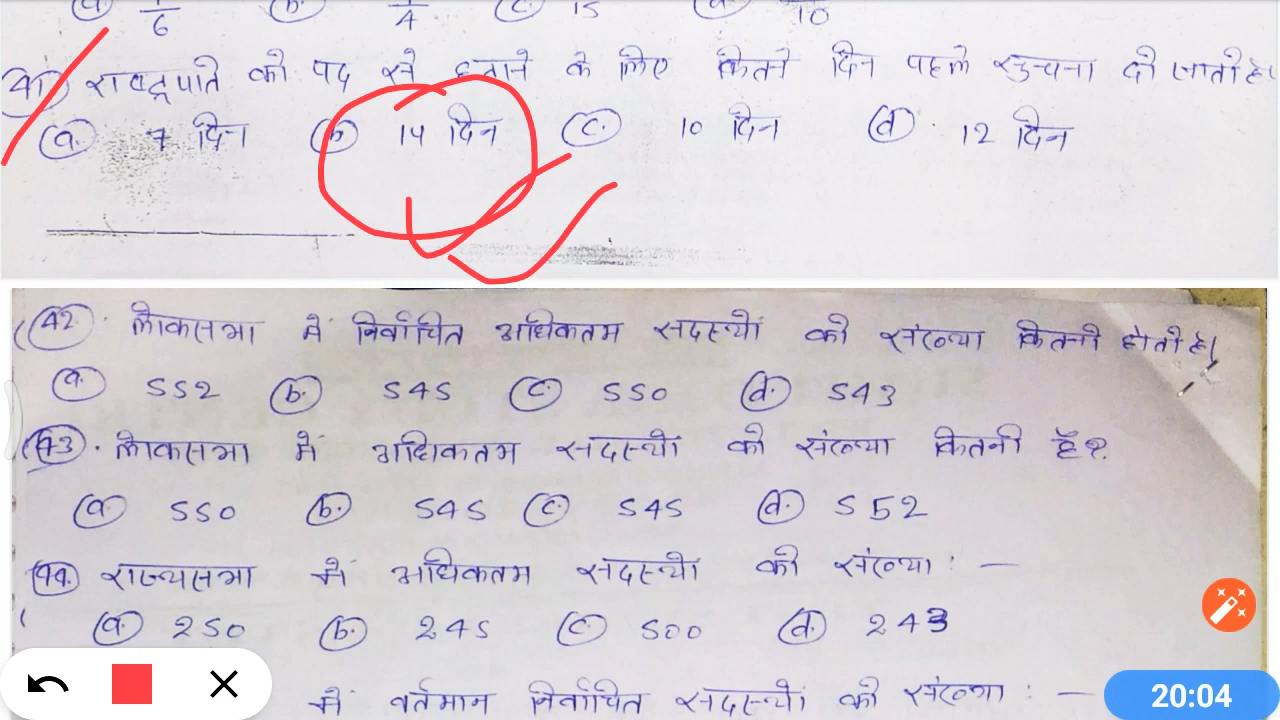 (a) 1/6 (b.) 1/4 (c.) 15 (d.) 10
41) राष्ट्रपति को पद से हटाने के लिए कितने दिन पहले सुचना दी जाती है।
(a.) 7 दिन (b) 14 दिन (c.) 10 दिन (d) 12 दिन
(42. लोकसभा में निर्वाचित अधिकतम सदस्यों की संख्या कितनी होती है।
(a.) 552 (b.) 545 (c) 550 (d.) 543
(43. लोकसभा में अधिकतम सदस्यों की संख्या कितनी है?
(a) 550 (b.) 545 (c) 545 (d.) 552
(44. राज्यसभा में अधिकतम सदस्यों की संख्या : —
(a.) 250 (b.) 245 (c) 500 (d.) 243
में वर्तमान निर्वाचित सदस्यों की संख्या : —
20:04